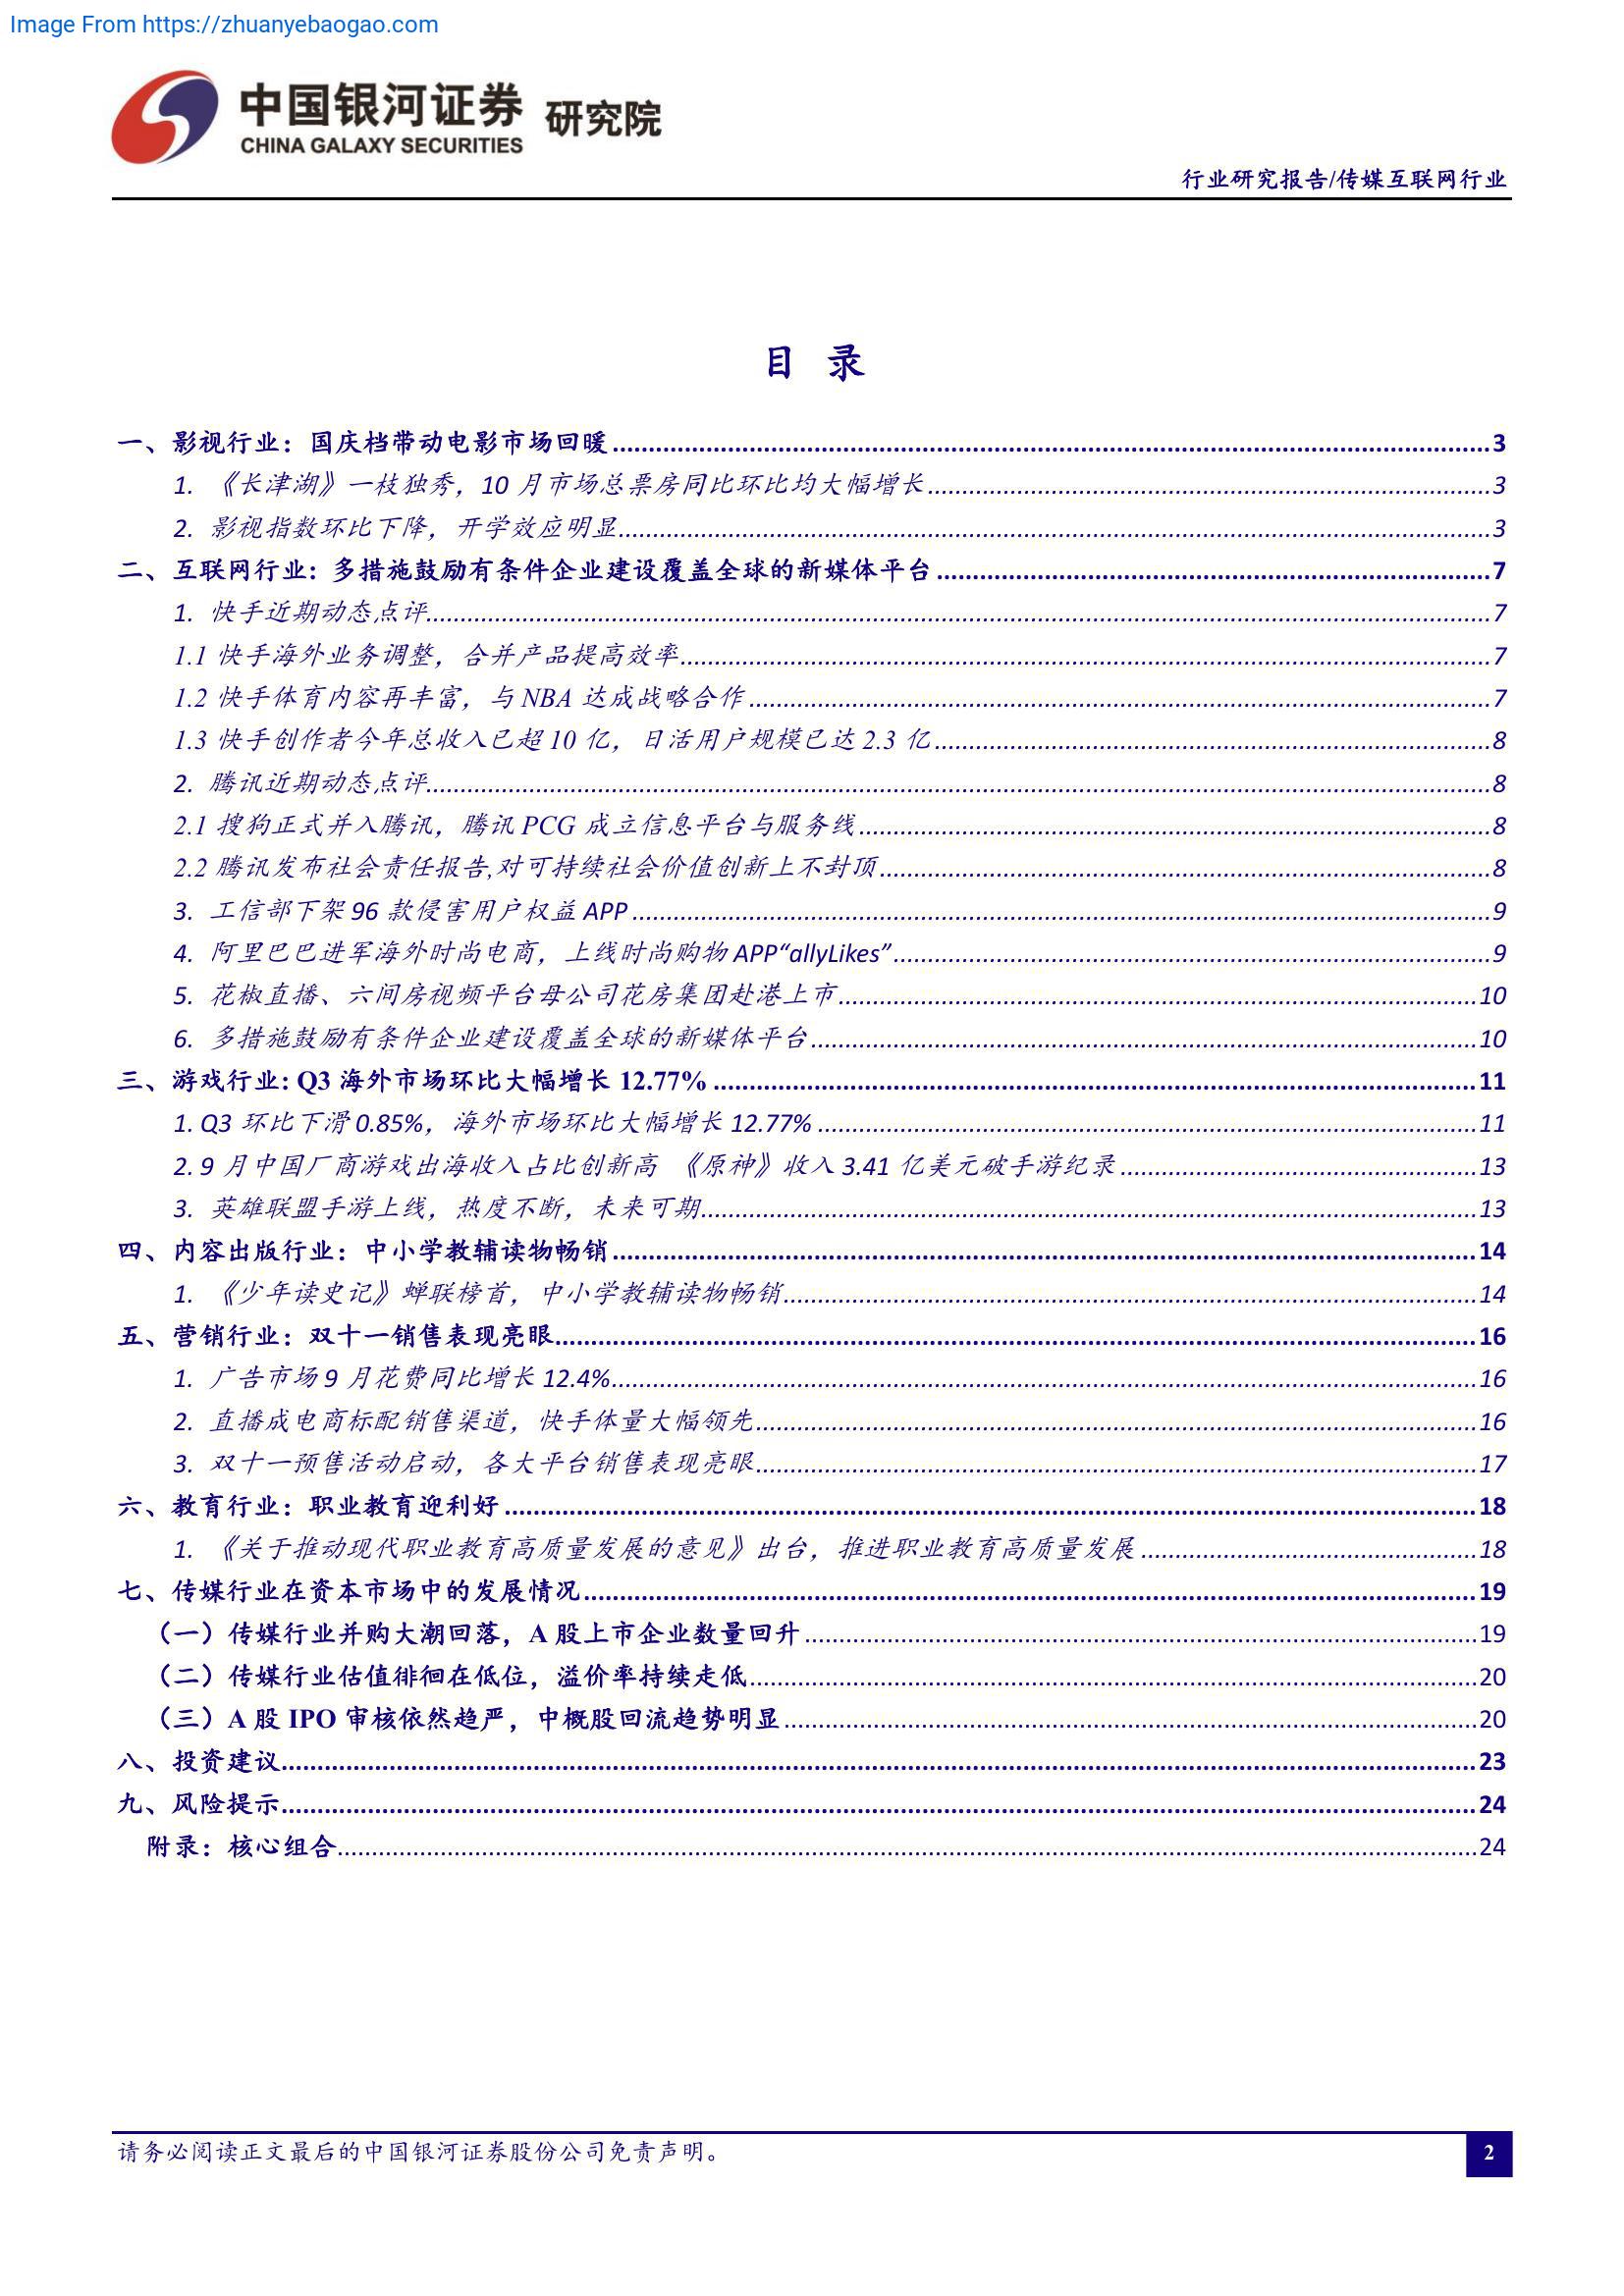 Image From https://zhuanyebaogao.com
中国银河证券 研究院
CHINA GALAXY SECURITIES
行业研究报告/传媒互联网行业
目 录
一、影视行业：国庆档带动电影市场回暖 3
1. 《长津湖》一枝独秀，10 月市场总票房同比环比均大幅增长 3
2. 影视指数环比下降，开学效应明显 3
二、互联网行业：多措施鼓励有条件企业建设覆盖全球的新媒体平台 7
1. 快手近期动态点评 7
1.1 快手海外业务调整，合并产品提高效率 7
1.2 快手体育内容再丰富，与 NBA 达成战略合作 7
1.3 快手创作者今年总收入已超 10 亿，日活用户规模已达 2.3 亿 8
2. 腾讯近期动态点评 8
2.1 搜狗正式并入腾讯，腾讯 PCG 成立信息平台与服务线 8
2.2 腾讯发布社会责任报告,对可持续社会价值创新上不封顶 8
3. 工信部下架 96 款侵害用户权益 APP 9
4. 阿里巴巴进军海外时尚电商，上线时尚购物 APP“allyLikes” 9
5. 花椒直播、六间房视频平台母公司花房集团赴港上市 10
6. 多措施鼓励有条件企业建设覆盖全球的新媒体平台 10
三、游戏行业: Q3 海外市场环比大幅增长 12.77% 11
1. Q3 环比下滑 0.85%，海外市场环比大幅增长 12.77% 11
2. 9 月中国厂商游戏出海收入占比创新高 《原神》收入 3.41 亿美元破手游纪录 13
3. 英雄联盟手游上线，热度不断，未来可期 13
四、内容出版行业：中小学教辅读物畅销 14
1. 《少年读史记》蝉联榜首，中小学教辅读物畅销 14
五、营销行业：双十一销售表现亮眼 16
1. 广告市场 9 月花费同比增长 12.4% 16
2. 直播成电商标配销售渠道，快手体量大幅领先 16
3. 双十一预售活动启动，各大平台销售表现亮眼 17
六、教育行业：职业教育迎利好 18
1. 《关于推动现代职业教育高质量发展的意见》出台，推进职业教育高质量发展 18
七、传媒行业在资本市场中的发展情况 19
（一）传媒行业并购大潮回落，A 股上市企业数量回升 19
（二）传媒行业估值徘徊在低位，溢价率持续走低 20
（三）A 股 IPO 审核依然趋严，中概股回流趋势明显 20
八、投资建议 23
九、风险提示 24
附录：核心组合 24
请务必阅读正文最后的中国银河证券股份公司免责声明。
2